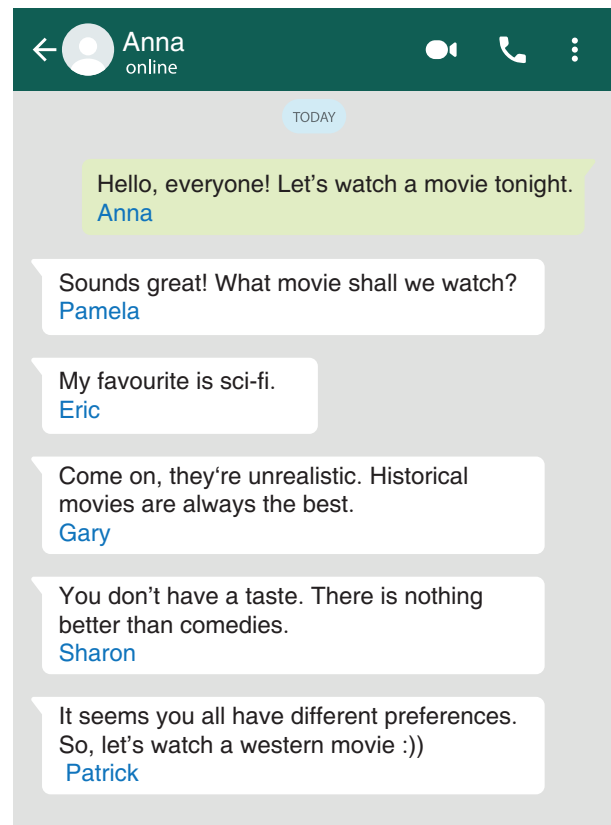 Anna
online
TODAY
Hello, everyone! Let's watch a movie tonight.
Anna
Sounds great! What movie shall we watch?
Pamela
My favourite is sci-fi.
Eric
Come on, they‘re unrealistic. Historical
movies are always the best.
Gary
You don’t have a taste. There is nothing
better than comedies.
Sharon
It seems you all have different preferences.
So, let’s watch a western movie :))
Patrick